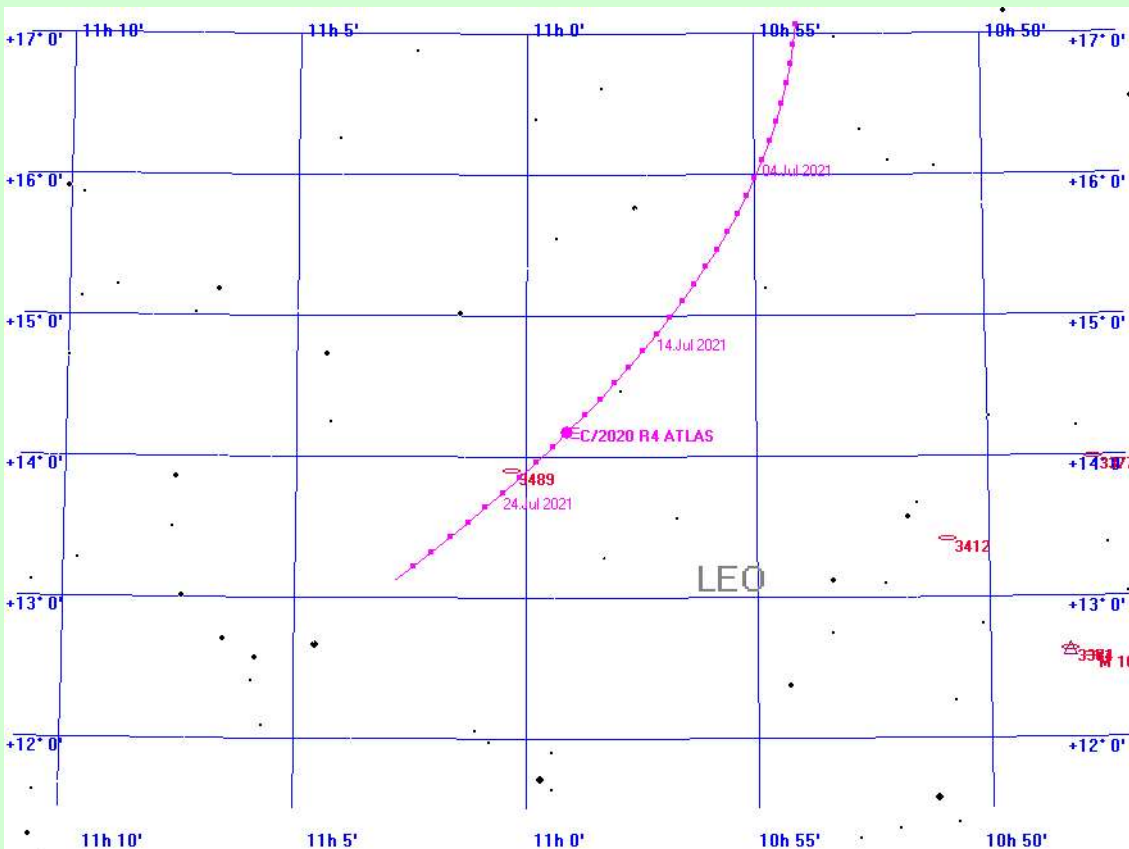 11h 10' 11h 5' 11h 0' 10h 55' 10h 50'
+17° 0' +17° 0'
04.Jul 2021
+16° 0' +16° 0'
+15° 0' +15° 0'
14.Jul 2021
C/2020 R4 ATLAS
+14° 0' +14° 0'
3489
24.Jul 2021
3412
LEO
+13° 0' +13° 0'
M 10
+12° 0' +12° 0'
11h 10' 11h 5' 11h 0' 10h 55' 10h 50'